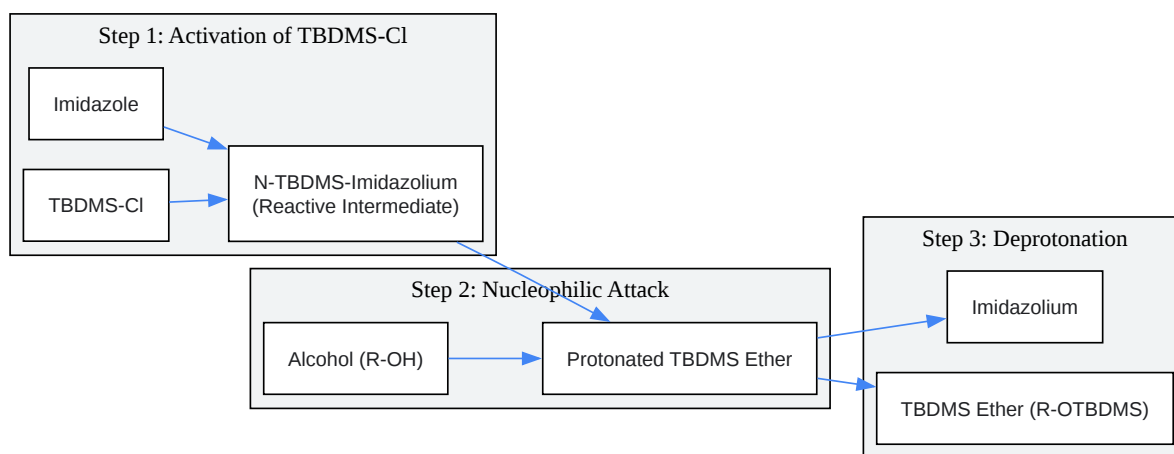 Step 1: Activation of TBDMS-Cl
Imidazole
TBDMS-Cl
N-TBDMS-Imidazolium
(Reactive Intermediate)
Step 2: Nucleophilic Attack
Alcohol (R-OH)
Protonated TBDMS Ether
Step 3: Deprotonation
Imidazolium
TBDMS Ether (R-OTBDMS)